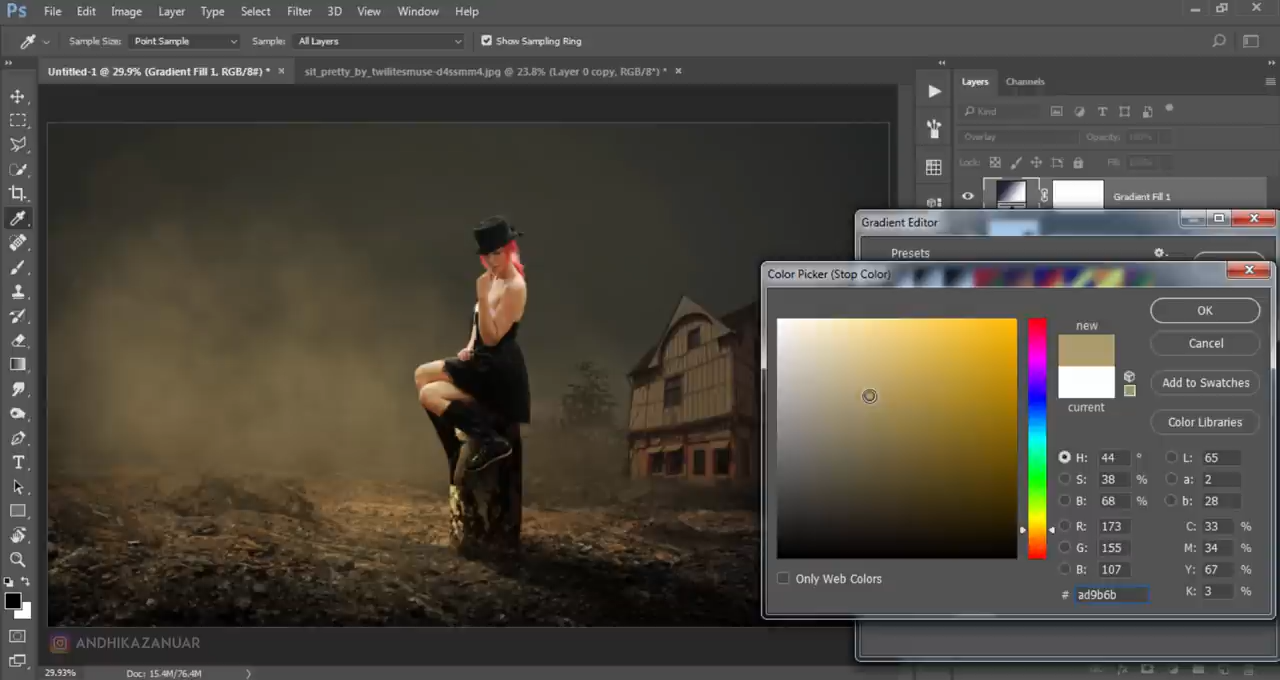 Ps File Edit Image Layer Type Select Filter 3D View Window Help
Sample Size: Point Sample Sample: All Layers Show Sampling Ring
Untitled-1 @ 29.9% (Gradient Fill 1, RGB/8#) * × sit_pretty_by_twilitesmuse-d4ssmm4.jpg @ 23.8% (Layer 0 copy, RGB/8*) * ×
Layers Channels
Kind
Overlay Opacity: 100%
Lock: Fill: 100%
Gradient Fill 1
Gradient Editor
Presets
Color Picker (Stop Color)
new
current
OK
Cancel
Add to Swatches
Color Libraries
H: 44 ° L: 65
S: 38 % a: 2
B: 68 % b: 28
R: 173 C: 33 %
G: 155 M: 34 %
B: 107 Y: 67 %
# ad9b6b K: 3 %
Only Web Colors
ANDHIKAZANUAR
29.93% Doc: 15.4M/76.4M